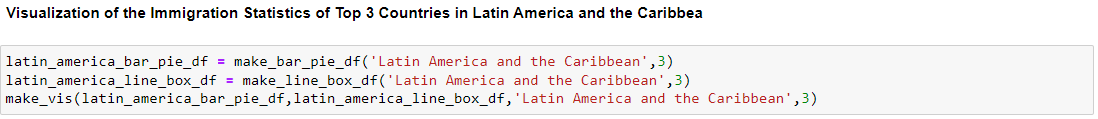 Visualization of the Immigration Statistics of Top 3 Countries in Latin America and the Caribbea
latin_america_bar_pie_df = make_bar_pie_df('Latin America and the Caribbean',3)
latin_america_line_box_df = make_line_box_df('Latin America and the Caribbean',3)
make_vis(latin_america_bar_pie_df,latin_america_line_box_df,'Latin America and the Caribbean',3)